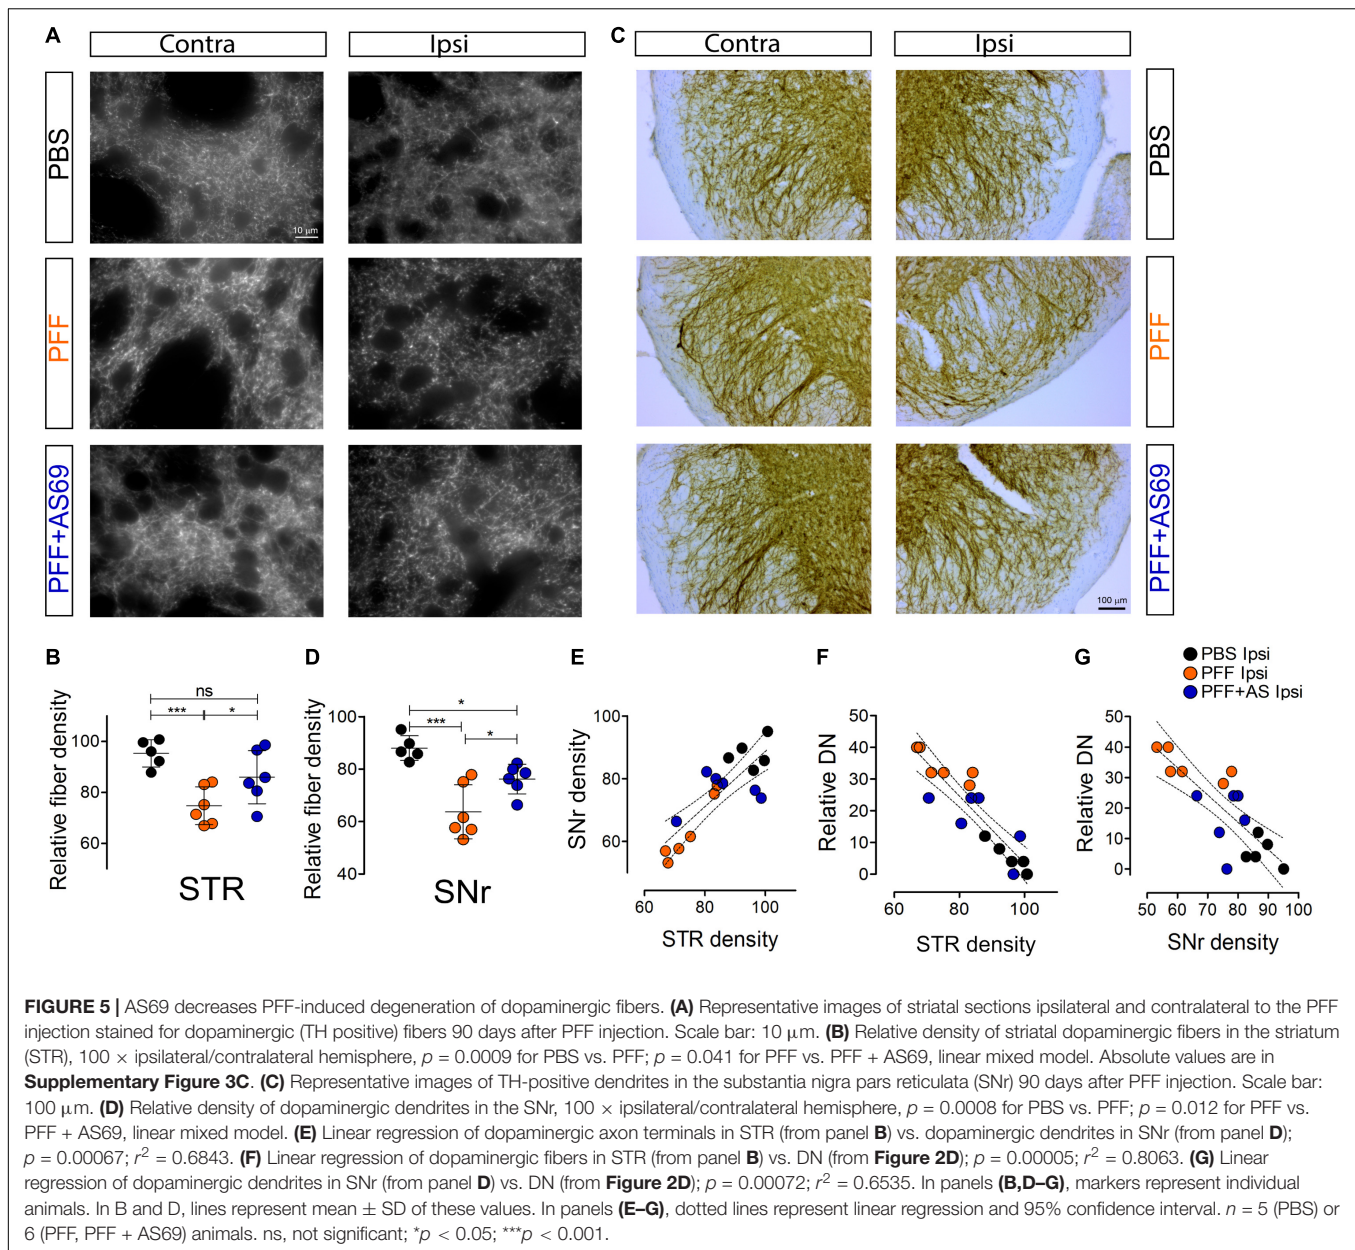 A
Contra
Ipsi
PBS
10 µm
PFF
PFF+AS69
C
Contra
Ipsi
PBS
PFF
PFF+AS69
100 µm
B
Relative fiber density
100
80
60
ns
***
*
STR
D
Relative fiber density
100
80
60
40
*
***
*
SNr
E
SNr density
100
80
60
60
80
100
STR density
F
Relative DN
50
40
30
20
10
0
60
80
100
STR density
G
PBS Ipsi
PFF Ipsi
PFF+AS Ipsi
Relative DN
50
40
30
20
10
0
50
60
70
80
90
100
SNr density
FIGURE 5 | AS69 decreases PFF-induced degeneration of dopaminergic fibers. (A) Representative images of striatal sections ipsilateral and contralateral to the PFF
injection stained for dopaminergic (TH positive) fibers 90 days after PFF injection. Scale bar: 10 µm. (B) Relative density of striatal dopaminergic fibers in the striatum
(STR), 100 × ipsilateral/contralateral hemisphere, p = 0.0009 for PBS vs. PFF; p = 0.041 for PFF vs. PFF + AS69, linear mixed model. Absolute values are in
Supplementary Figure 3C. (C) Representative images of TH-positive dendrites in the substantia nigra pars reticulata (SNr) 90 days after PFF injection. Scale bar:
100 µm. (D) Relative density of dopaminergic dendrites in the SNr, 100 × ipsilateral/contralateral hemisphere, p = 0.0008 for PBS vs. PFF; p = 0.012 for PFF vs.
PFF + AS69, linear mixed model. (E) Linear regression of dopaminergic axon terminals in STR (from panel B) vs. dopaminergic dendrites in SNr (from panel D);
p = 0.00067; r² = 0.6843. (F) Linear regression of dopaminergic fibers in STR (from panel B) vs. DN (from Figure 2D); p = 0.00005; r² = 0.8063. (G) Linear
regression of dopaminergic dendrites in SNr (from panel D) vs. DN (from Figure 2D); p = 0.00072; r² = 0.6535. In panels (B,D–G), markers represent individual
animals. In B and D, lines represent mean ± SD of these values. In panels (E–G), dotted lines represent linear regression and 95% confidence interval. n = 5 (PBS) or
6 (PFF, PFF + AS69) animals. ns, not significant; *p < 0.05; ***p < 0.001.